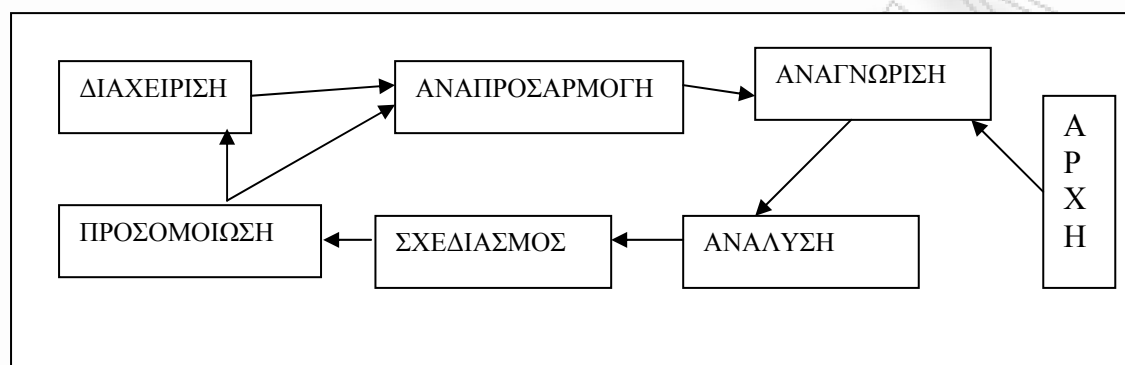 ΔΙΑΧΕΙΡΙΣΗ
ΑΝΑΠΡΟΣΑΡΜΟΓΗ
ΑΝΑΓΝΩΡΙΣΗ
Α
Ρ
Χ
Η
ΠΡΟΣΟΜΟΙΩΣΗ
ΣΧΕΔΙΑΣΜΟΣ
ΑΝΑΛΥΣΗ